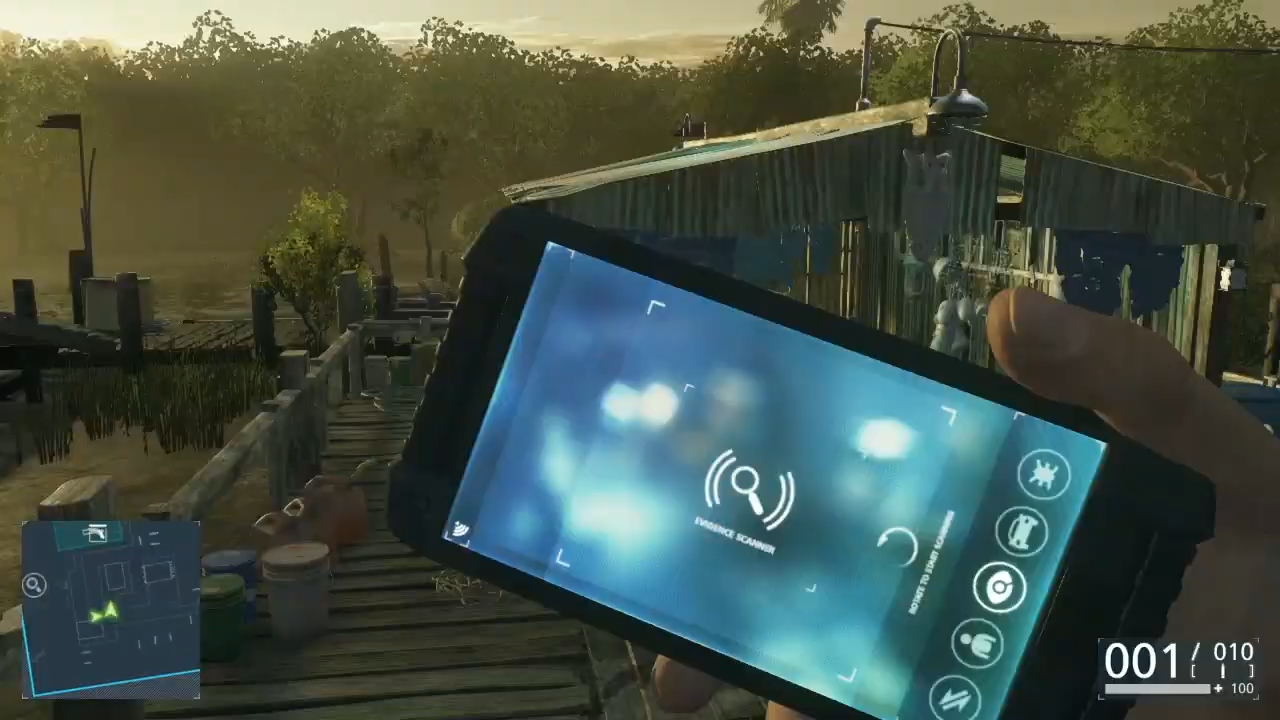 EVIDENCE SCANNER
ROTATE TO START SCANNING
001 / 010
[ | ]
+ 100